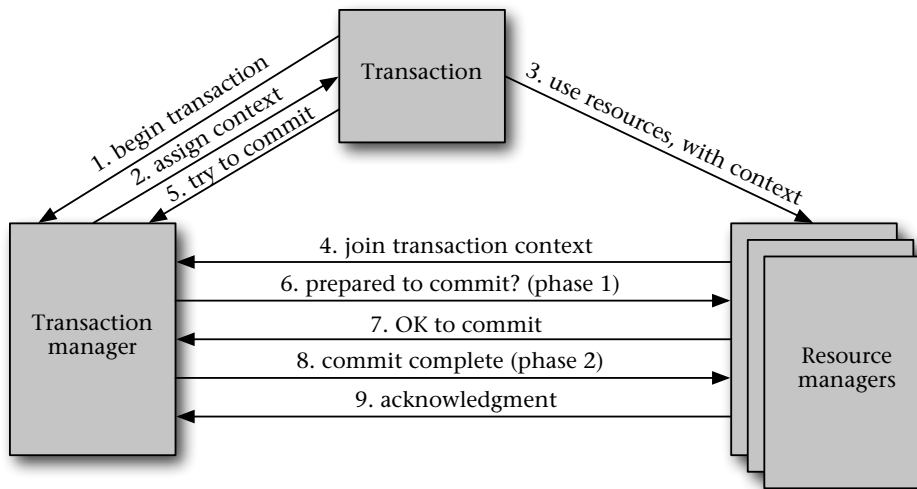 Transaction
1. begin transaction
2. assign context
3. use resources, with context
5. try to commit
4. join transaction context
6. prepared to commit? (phase 1)
7. OK to commit
8. commit complete (phase 2)
9. acknowledgment
Transaction
manager
Resource
managers